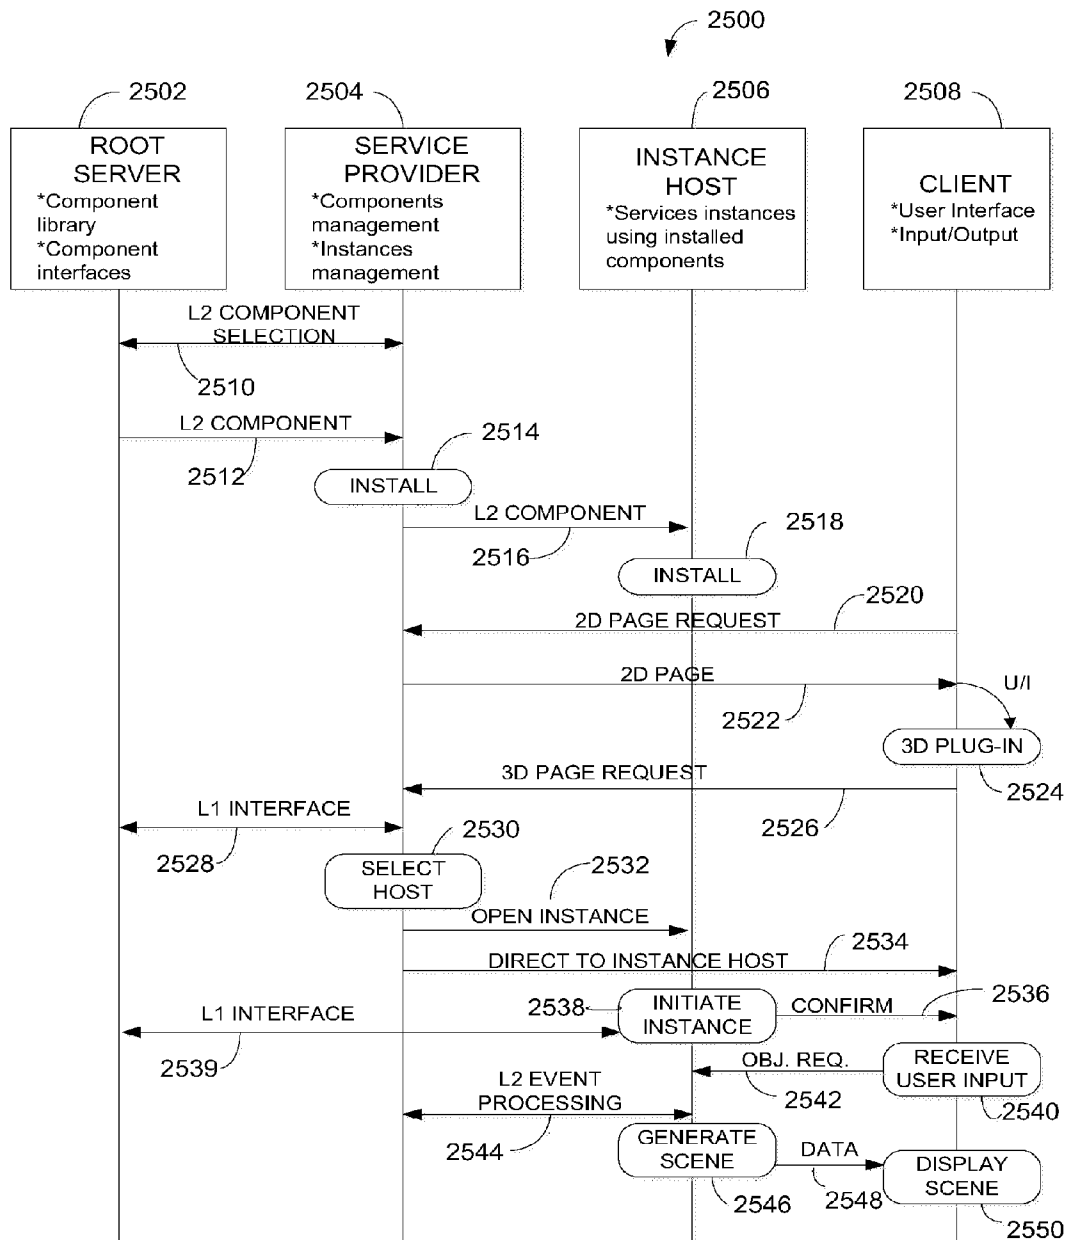 2500
2502
2504
2506
2508
ROOT
SERVER
*Component
library
*Component
interfaces
SERVICE
PROVIDER
*Components
management
*Instances
management
INSTANCE
HOST
*Services instances
using installed
components
CLIENT
*User Interface
*Input/Output
L2 COMPONENT
SELECTION
2510
L2 COMPONENT
2512
2514
INSTALL
L2 COMPONENT
2516
2518
INSTALL
2520
2D PAGE REQUEST
2D PAGE
2522
U/I
3D PLUG-IN
2524
3D PAGE REQUEST
2526
L1 INTERFACE
2528
2530
SELECT
HOST
2532
OPEN INSTANCE
2534
DIRECT TO INSTANCE HOST
2536
2538
INITIATE
INSTANCE
CONFIRM
L1 INTERFACE
2539
OBJ. REQ.
2542
RECEIVE
USER INPUT
2540
L2 EVENT
PROCESSING
2544
GENERATE
SCENE
2546
DATA
2548
DISPLAY
SCENE
2550